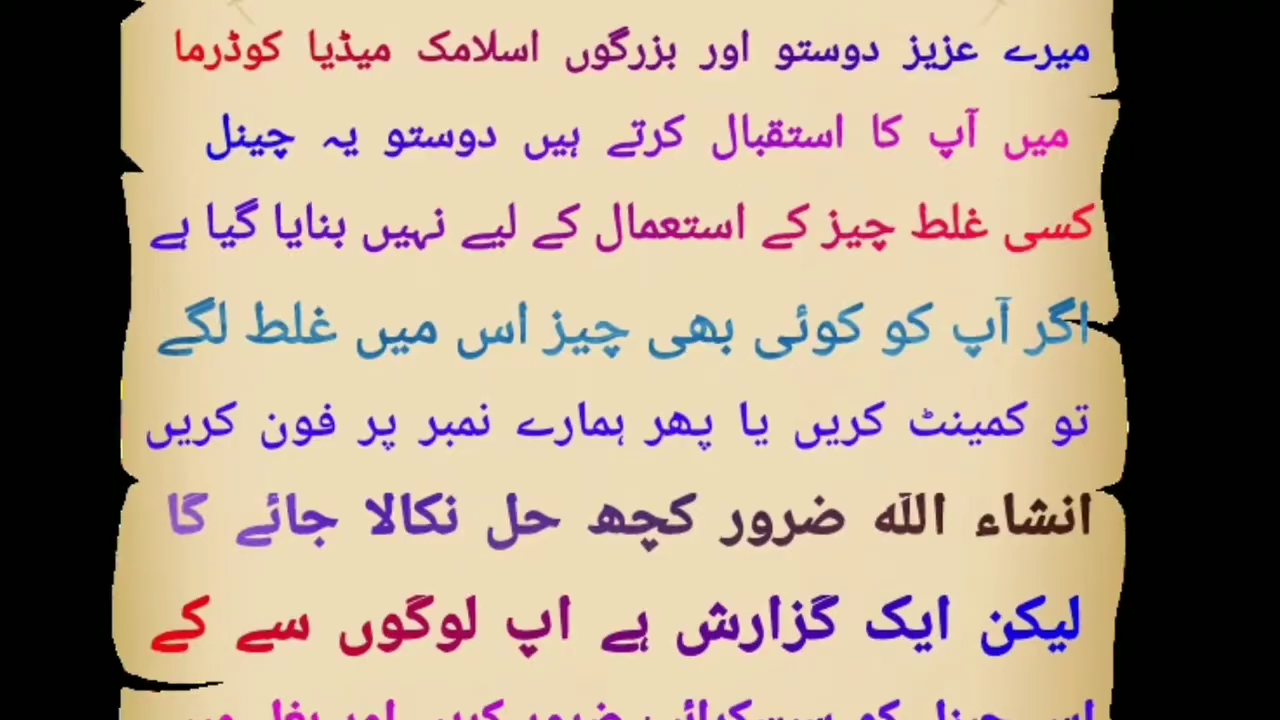 میرے عزیز دوستو اور بزرگوں اسلامک میڈیا کوڈرما
میں آپ کا استقبال کرتے ہیں دوستو یہ چینل
کسی غلط چیز کے استعمال کے لیے نہیں بنایا گیا ہے
اگر آپ کو کوئی بھی چیز اس میں غلط لگے
تو کمینٹ کریں یا پھر ہمارے نمبر پر فون کریں
انشاء اللہ ضرور کچھ حل نکالا جائے گا
لیکن ایک گزارش ہے اپ لوگوں سے کے